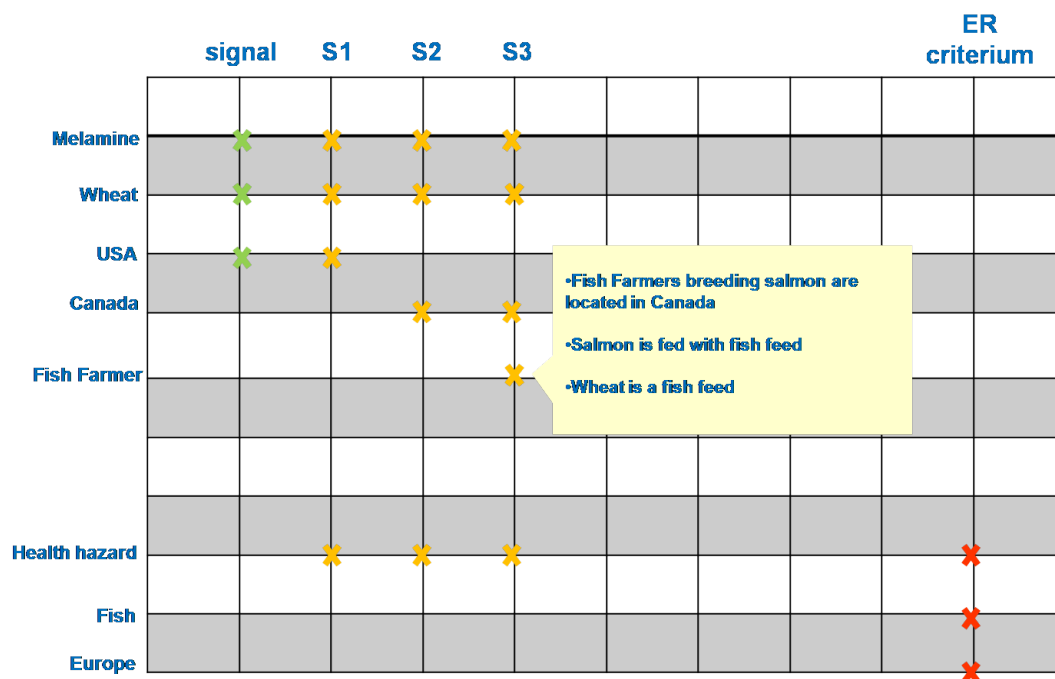 signal S1 S2 S3 ER
criterium
Melamine
Wheat
USA
Canada
Fish Farmer
•Fish Farmers breeding salmon are
located in Canada
•Salmon is fed with fish feed
•Wheat is a fish feed
Health hazard
Fish
Europe